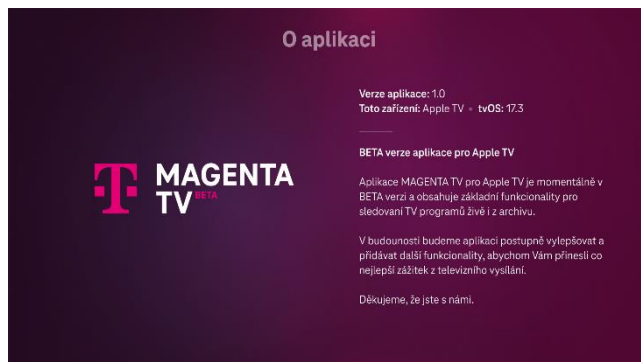 O aplikaci
Verze aplikace: 1.0
Toto zařízení: Apple TV • tvOS: 17.3
BETA verze aplikace pro Apple TV
T MAGENTA
TV BETA
Aplikace MAGENTA TV pro Apple TV je momentálně v
BETA verzi a obsahuje základní funkcionality pro
sledovaní TV programů živě i z archivu.
V budounosti budeme aplikaci postupně vylepšovat a
přidávat další funkcionality, abychom Vám přinesli co
nejlepší zážitek z televizního vysílání.
Děkujeme, že jste s námi.